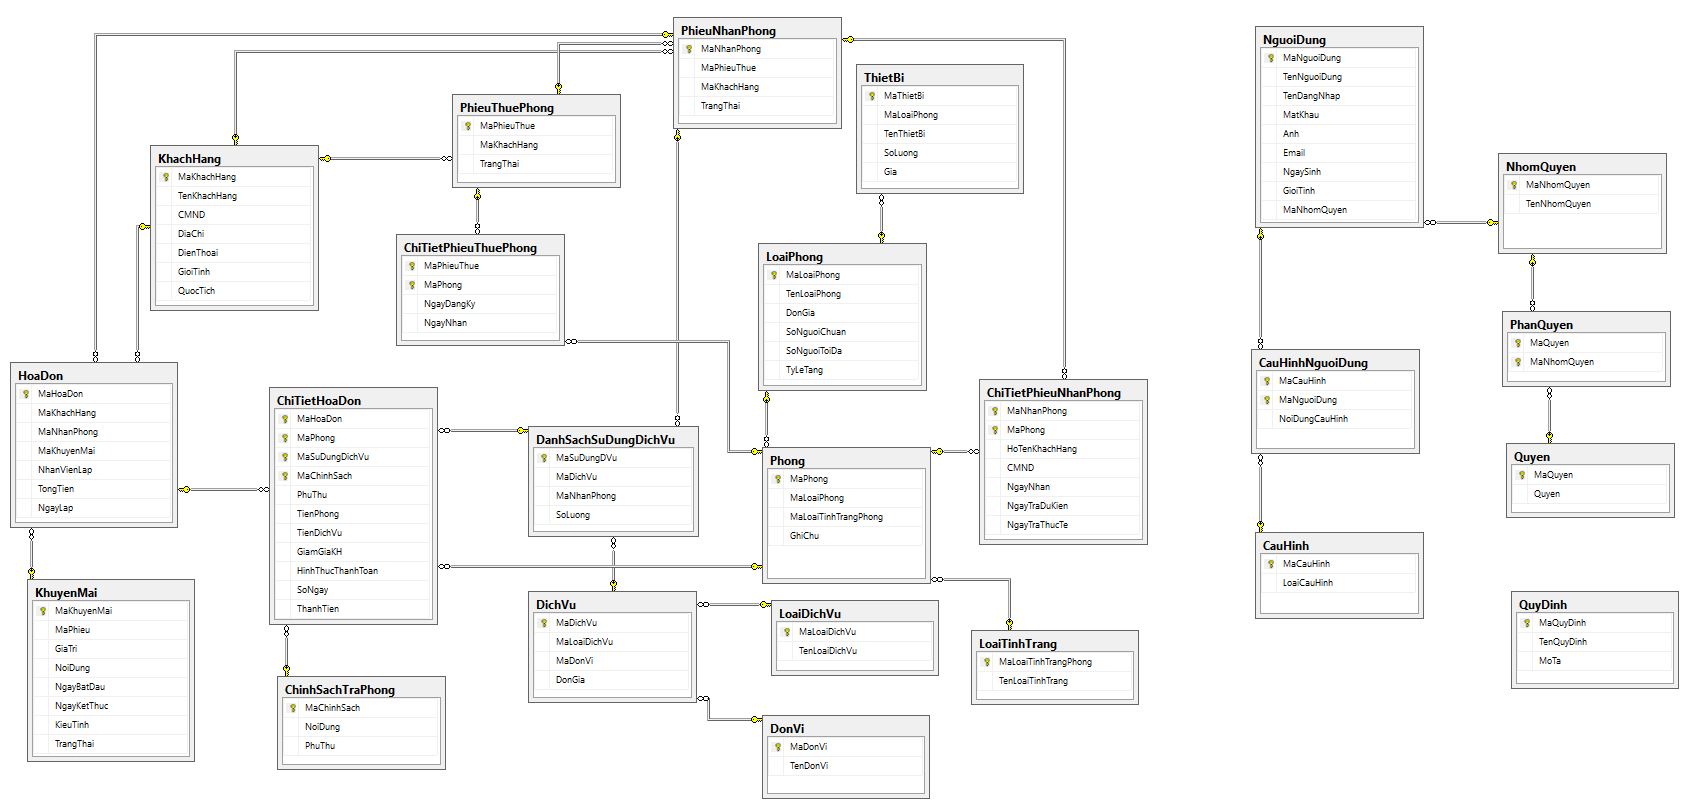 PhieuNhanPhong
MaNhanPhong
MaPhieuThue
MaKhachHang
TrangThai
ThietBi
MaThietBi
MaLoaiPhong
TenThietBi
SoLuong
Gia
PhieuThuePhong
MaPhieuThue
MaKhachHang
TrangThai
KhachHang
MaKhachHang
TenKhachHang
CMND
DiaChi
DienThoai
GioiTinh
QuocTich
ChiTietPhieuThuePhong
MaPhieuThue
MaPhong
NgayDangKy
NgayNhan
LoaiPhong
MaLoaiPhong
TenLoaiPhong
DonGia
SoNguoiChuan
SoNguoiToiDa
TyLeTang
HoaDon
MaHoaDon
MaKhachHang
MaNhanPhong
MaKhuyenMai
NhanVienLap
TongTien
NgayLap
ChiTietHoaDon
MaHoaDon
MaPhong
MaSuDungDichVu
MaChinhSach
PhuThu
TienPhong
TienDichVu
GiamGiaKH
HinhThucThanhToan
SoNgay
ThanhTien
DanhSachSuDungDichVu
MaSuDungDVu
MaDichVu
MaNhanPhong
SoLuong
Phong
MaPhong
MaLoaiPhong
MaLoaiTinhTrangPhong
GhiChu
ChiTietPhieuNhanPhong
MaNhanPhong
MaPhong
HoTenKhachHang
CMND
NgayNhan
NgayTraDuKien
NgayTraThucTe
KhuyenMai
MaKhuyenMai
MaPhieu
GiaTri
NoiDung
NgayBatDau
NgayKetThuc
KieuTinh
TrangThai
ChinhSachTraPhong
MaChinhSach
NoiDung
PhuThu
DichVu
MaDichVu
MaLoaiDichVu
MaDonVi
DonGia
LoaiDichVu
MaLoaiDichVu
TenLoaiDichVu
LoaiTinhTrang
MaLoaiTinhTrangPhong
TenLoaiTinhTrang
DonVi
MaDonVi
TenDonVi
NguoiDung
MaNguoiDung
TenNguoiDung
TenDangNhap
MatKhau
Anh
Email
NgaySinh
GioiTinh
MaNhomQuyen
NhomQuyen
MaNhomQuyen
TenNhomQuyen
PhanQuyen
MaQuyen
MaNhomQuyen
CauHinhNguoiDung
MaCauHinh
MaNguoiDung
NoiDungCauHinh
Quyen
MaQuyen
Quyen
CauHinh
MaCauHinh
LoaiCauHinh
QuyDinh
MaQuyDinh
TenQuyDinh
MoTa